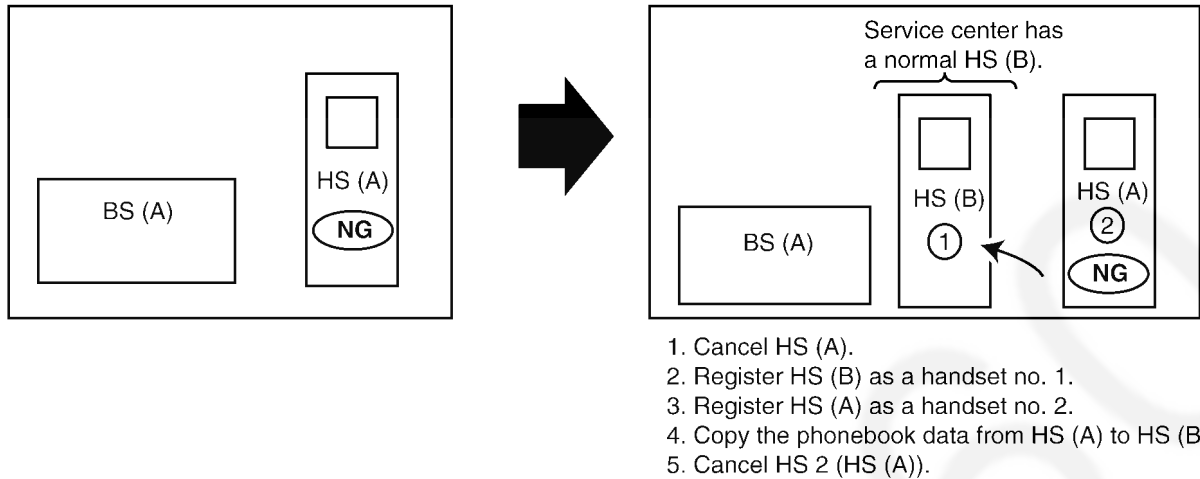 BS (A)
HS (A)
NG
Service center has
a normal HS (B).
BS (A)
HS (B)
1
HS (A)
2
NG
1. Cancel HS (A).
2. Register HS (B) as a handset no. 1.
3. Register HS (A) as a handset no. 2.
4. Copy the phonebook data from HS (A) to HS (B
5. Cancel HS 2 (HS (A)).